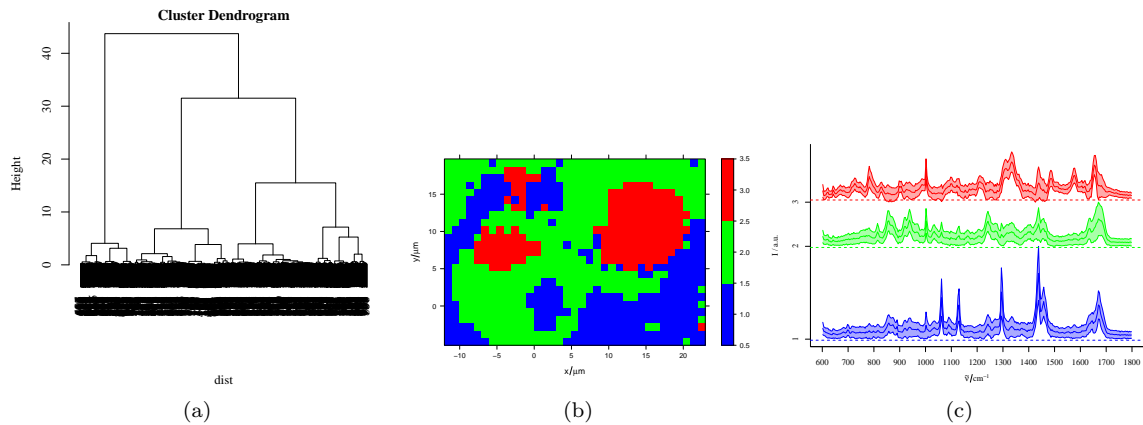 Cluster Dendrogram
Height
40
30
20
10
0
dist
(a)
y/μm
15
10
5
0
−10 −5 0 5 10 15 20
x/μm
3.5
3.0
2.5
2.0
1.5
1.0
0.5
(b)
I / a.u.
3
2
1
600 700 800 900 1000 1100 1200 1300 1400 1500 1600 1700 1800
ν̃/cm⁻¹
(c)